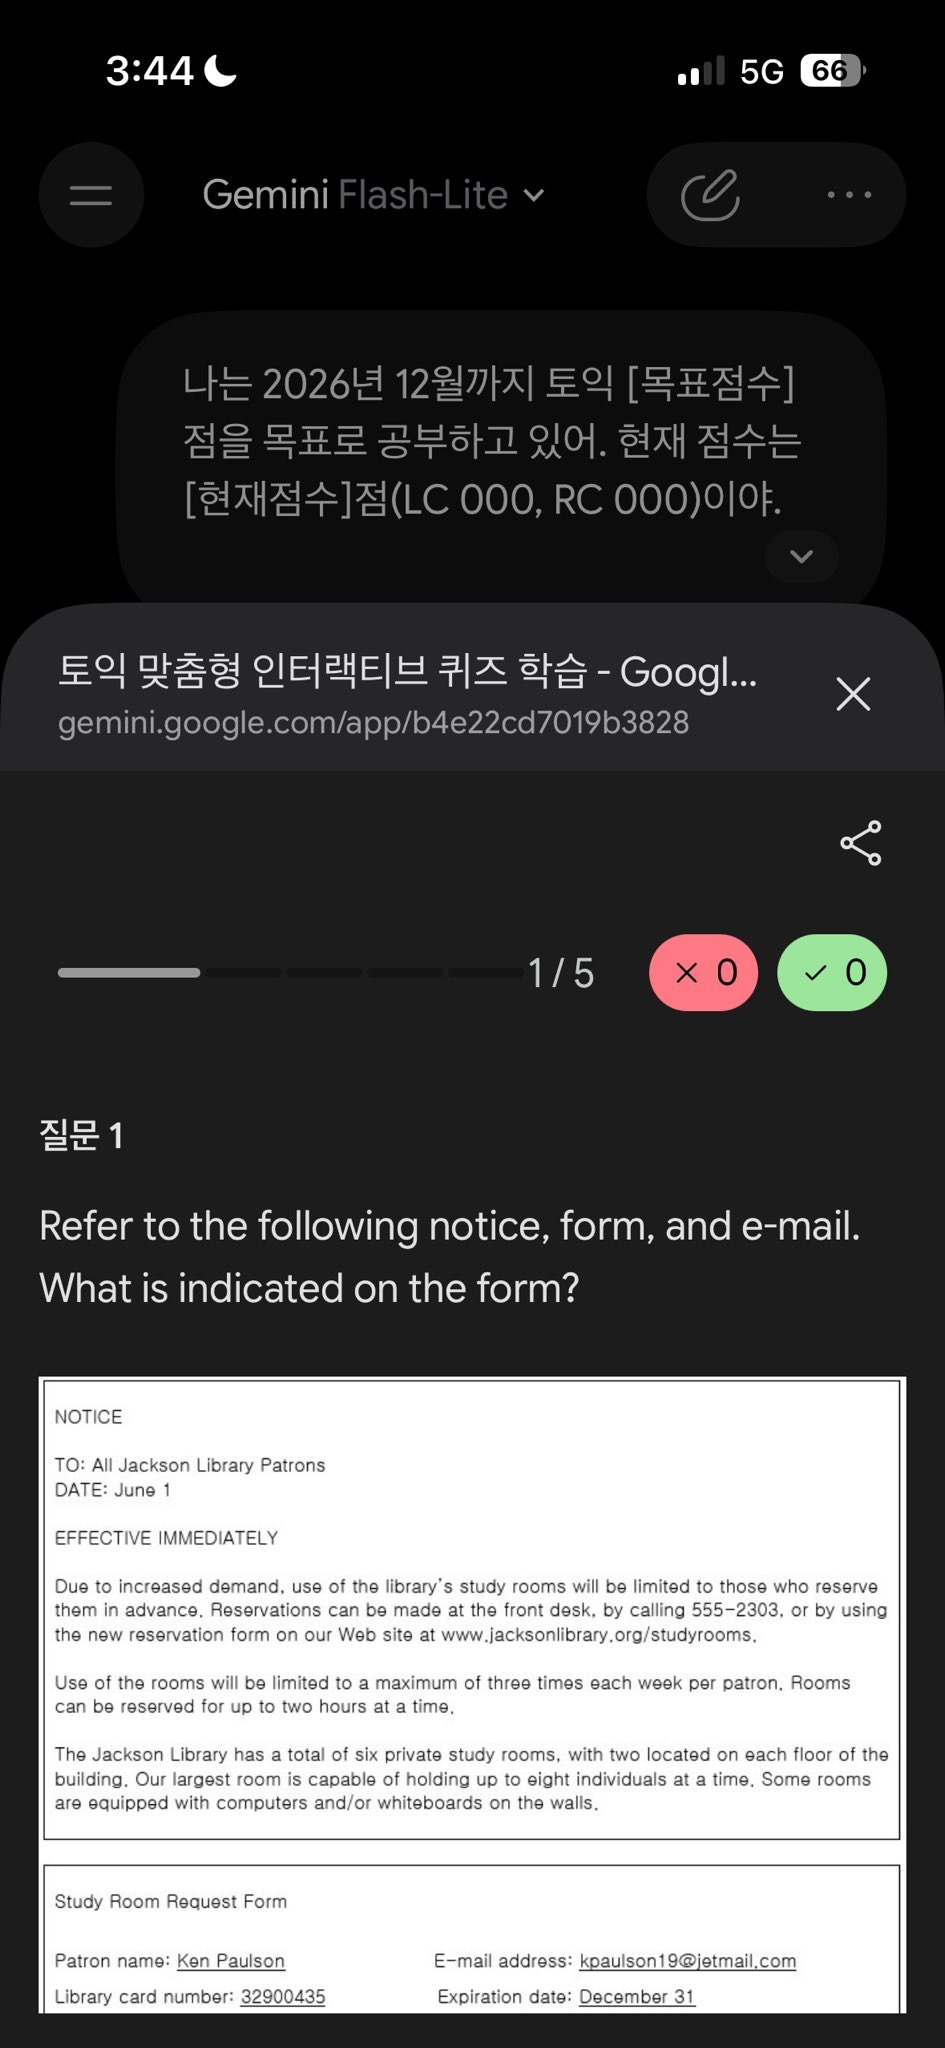 3:44
5G
66
Gemini Flash-Lite
나는 2026년 12월까지 토익 [목표점수]
점을 목표로 공부하고 있어. 현재 점수는
[현재점수]점(LC 000, RC 000)이야.
토익 맞춤형 인터랙티브 퀴즈 학습 - Googl...
gemini.google.com/app/b4e22cd7019b3828
1 / 5
0
0
질문 1
Refer to the following notice, form, and e-mail.
What is indicated on the form?
NOTICE
TO: All Jackson Library Patrons
DATE: June 1
EFFECTIVE IMMEDIATELY
Due to increased demand, use of the library's study rooms will be limited to those who reserve
them in advance. Reservations can be made at the front desk, by calling 555-2303, or by using
the new reservation form on our Web site at www.jacksonlibrary.org/studyrooms.
Use of the rooms will be limited to a maximum of three times each week per patron. Rooms
can be reserved for up to two hours at a time.
The Jackson Library has a total of six private study rooms, with two located on each floor of the
building. Our largest room is capable of holding up to eight individuals at a time. Some rooms
are equipped with computers and/or whiteboards on the walls.
Study Room Request Form
Patron name: Ken Paulson E-mail address: kpaulson19@jetmail.com
Library card number: 32900435 Expiration date: December 31